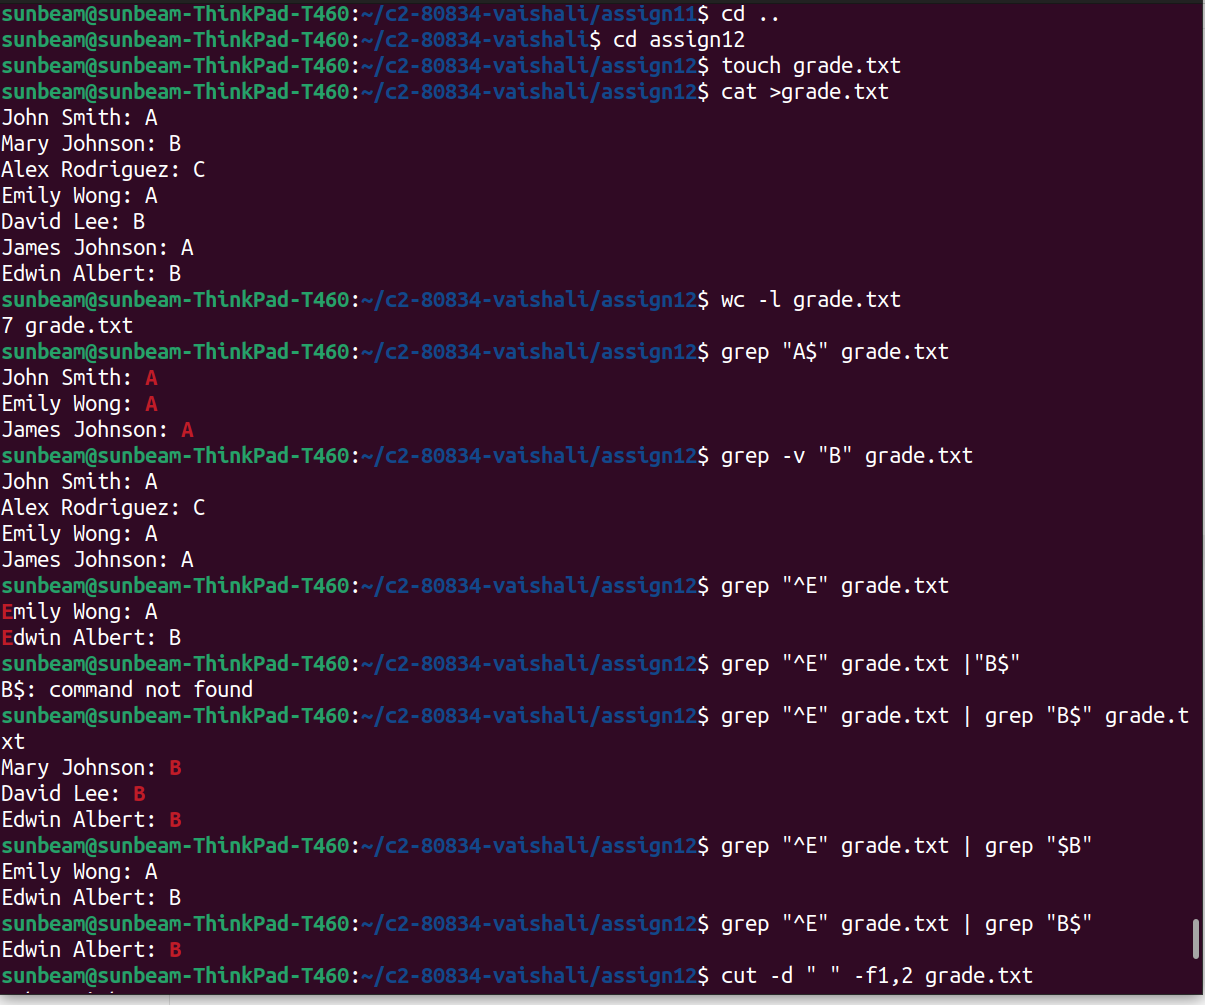 sunbeam@sunbeam-ThinkPad-T460:~/c2-80834-vaishali/assign11$ cd ..
sunbeam@sunbeam-ThinkPad-T460:~/c2-80834-vaishali$ cd assign12
sunbeam@sunbeam-ThinkPad-T460:~/c2-80834-vaishali/assign12$ touch grade.txt
sunbeam@sunbeam-ThinkPad-T460:~/c2-80834-vaishali/assign12$ cat >grade.txt
John Smith: A
Mary Johnson: B
Alex Rodriguez: C
Emily Wong: A
David Lee: B
James Johnson: A
Edwin Albert: B
sunbeam@sunbeam-ThinkPad-T460:~/c2-80834-vaishali/assign12$ wc -l grade.txt
7 grade.txt
sunbeam@sunbeam-ThinkPad-T460:~/c2-80834-vaishali/assign12$ grep "A$" grade.txt
John Smith: A
Emily Wong: A
James Johnson: A
sunbeam@sunbeam-ThinkPad-T460:~/c2-80834-vaishali/assign12$ grep -v "B" grade.txt
John Smith: A
Alex Rodriguez: C
Emily Wong: A
James Johnson: A
sunbeam@sunbeam-ThinkPad-T460:~/c2-80834-vaishali/assign12$ grep "^E" grade.txt
Emily Wong: A
Edwin Albert: B
sunbeam@sunbeam-ThinkPad-T460:~/c2-80834-vaishali/assign12$ grep "^E" grade.txt |"B$"
B$: command not found
sunbeam@sunbeam-ThinkPad-T460:~/c2-80834-vaishali/assign12$ grep "^E" grade.txt | grep "B$" grade.t
xt
Mary Johnson: B
David Lee: B
Edwin Albert: B
sunbeam@sunbeam-ThinkPad-T460:~/c2-80834-vaishali/assign12$ grep "^E" grade.txt | grep "$B"
Emily Wong: A
Edwin Albert: B
sunbeam@sunbeam-ThinkPad-T460:~/c2-80834-vaishali/assign12$ grep "^E" grade.txt | grep "B$"
Edwin Albert: B
sunbeam@sunbeam-ThinkPad-T460:~/c2-80834-vaishali/assign12$ cut -d " " -f1,2 grade.txt